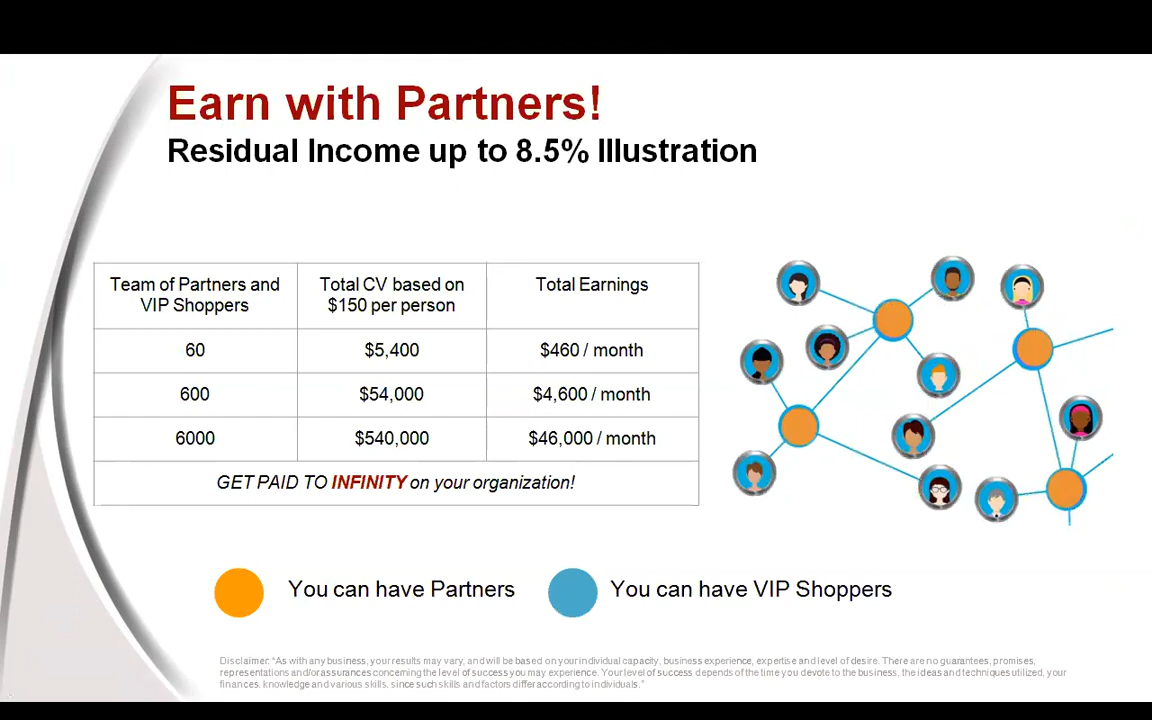 Earn with Partners!
Residual Income up to 8.5% Illustration
Team of Partners and
VIP Shoppers
Total CV based on
$150 per person
Total Earnings
60
$5,400
$460 / month
600
$54,000
$4,600 / month
6000
$540,000
$46,000 / month
GET PAID TO INFINITY on your organization!
You can have Partners
You can have VIP Shoppers
Disclaimer: "As with any business, your results may vary, and will be based on your individual capacity, business experience, expertise and level of desire. There are no guarantees, promises,
representations and/or assurances concerning the level of success you may experience. Your level of success depends of the time you devote to the business, the ideas and techniques utilized, your
finances, knowledge and various skills, since such skills and factors differ according to individuals."